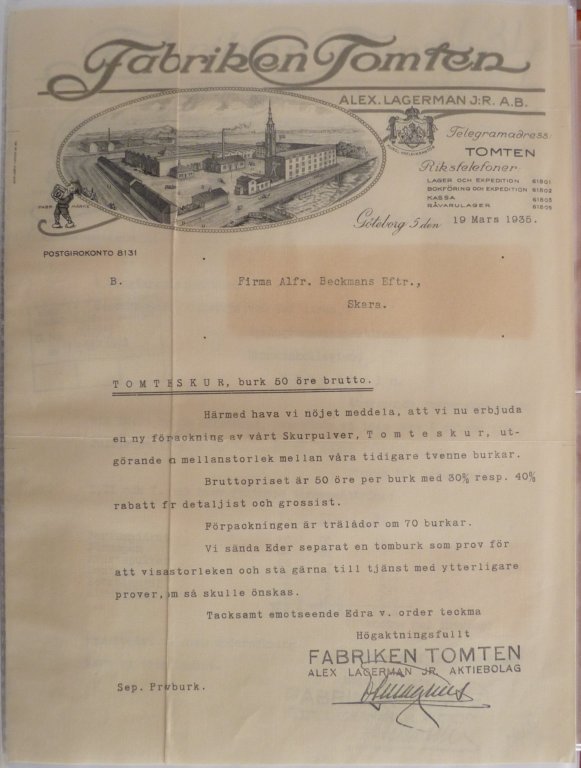 Fabriken Tomten
ALEX. LAGERMAN J:R. A.B.
Telegramadress:
TOMTEN
Rikstelefoner
LAGER OCH EXPEDITION 61801
BOKFÖRING OCH EXPEDITION 61802
KASSA 61803
RÅVARULAGER
FABR. MÄRKE
Göteborg 5 den 19 Mars 1935.
POSTGIROKONTO 8131
B. Firma Alfr. Beckmans Eftr.,
Skara.
TOMTESKUR, burk 50 öre brutto.
Härmed hava vi nöjet meddela, att vi nu erbjuda
en ny förpackning av vårt Skurpulver, Tomteskur, ut-
görande n mellanstorlek mellan våra tidigare tvenne burkar.
Bruttopriset är 50 öre per burk med 30% resp. 40%
rabatt fr detaljist och grossist.
Förpackningen är trälådor om 70 burkar.
Vi sända Eder separat en tomburk som prov för
att visa storleken och stå gärna till tjänst med ytterligare
prover, m så skulle önskas.
Tacksamt emotseende Edra v. order teckma
Högaktningsfullt
FABRIKEN TOMTEN
ALEX LAGERMAN JR. AKTIEBOLAG
Sep. Prvburk.